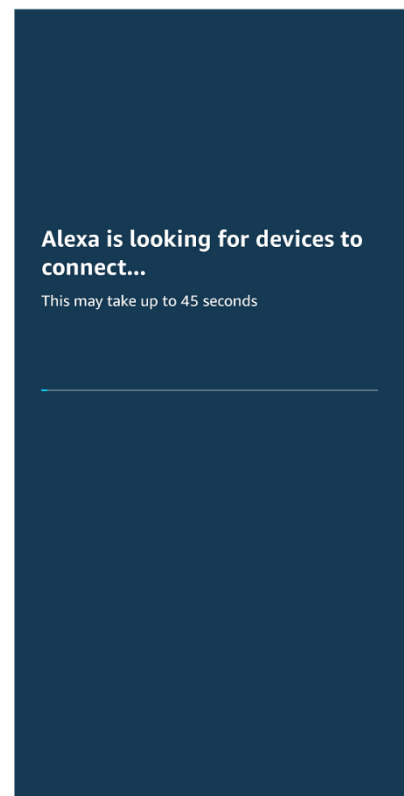 Alexa is looking for devices to
connect...
This may take up to 45 seconds